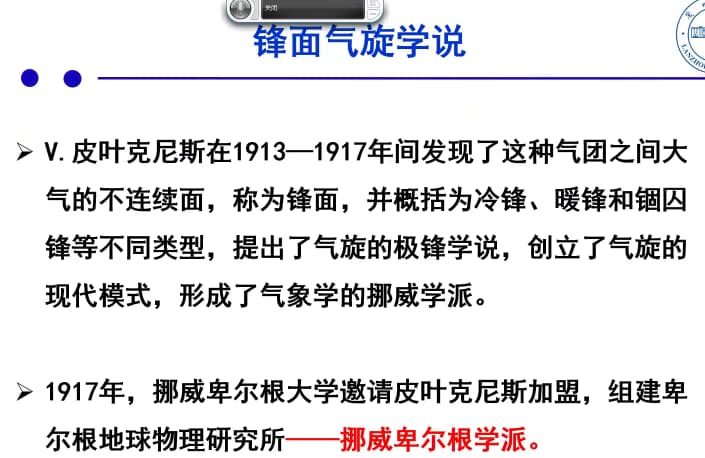 关闭
锋面气旋学说
➢ V.皮叶克尼斯在1913—1917年间发现了这种气团之间大
气的不连续面，称为锋面，并概括为冷锋、暖锋和锢囚
锋等不同类型，提出了气旋的极锋学说，创立了气旋的
现代模式，形成了气象学的挪威学派。
➢ 1917年，挪威卑尔根大学邀请皮叶克尼斯加盟，组建卑
尔根地球物理研究所——挪威卑尔根学派。